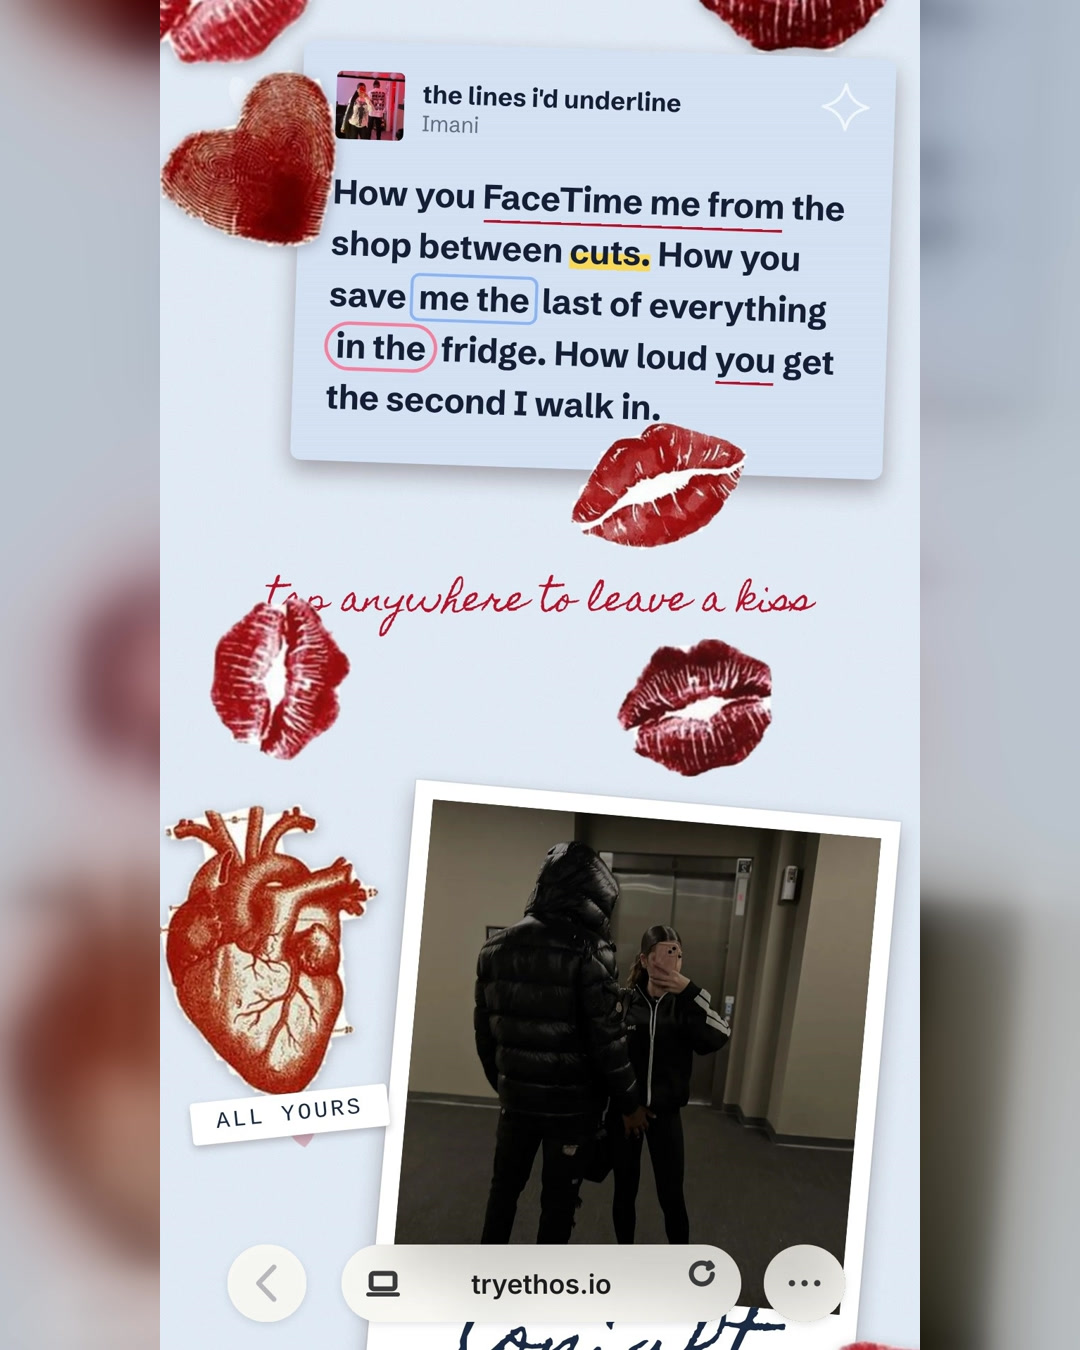 the lines i'd underline
Imani
How you FaceTime me from the
shop between cuts. How you
save me the last of everything
in the fridge. How loud you get
the second I walk in.
tap anywhere to leave a kiss
ALL YOURS
tryethos.io